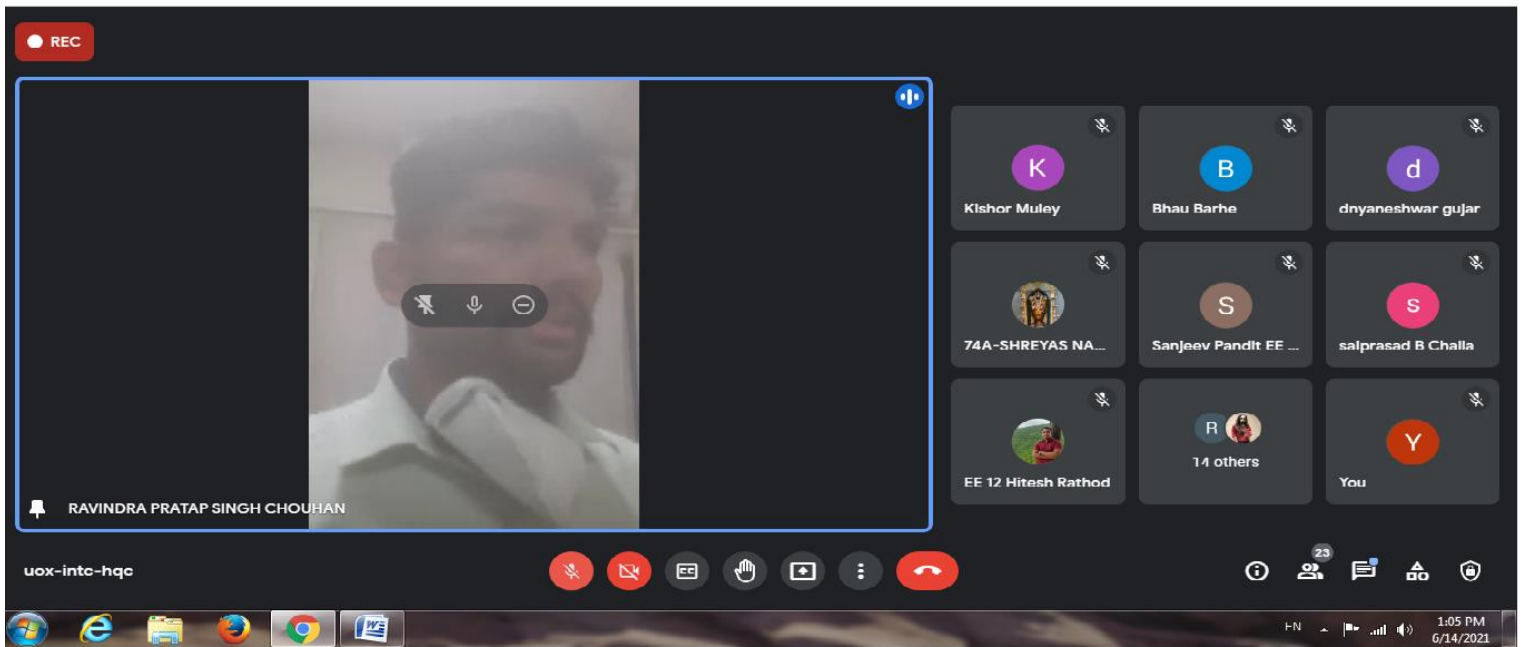 REC
K
B
d
Kishor Muley
Bhau Barhe
dnyaneshwar gujar
S
s
74A-SHREYAS NA...
Sanjeev Pandit EE ...
saiprasad B Challa
R
14 others
Y
EE 12 Hitesh Rathod
You
RAVINDRA PRATAP SINGH CHOUHAN
uox-intc-hqc
CC
23
W
EN
1:05 PM
6/14/2021